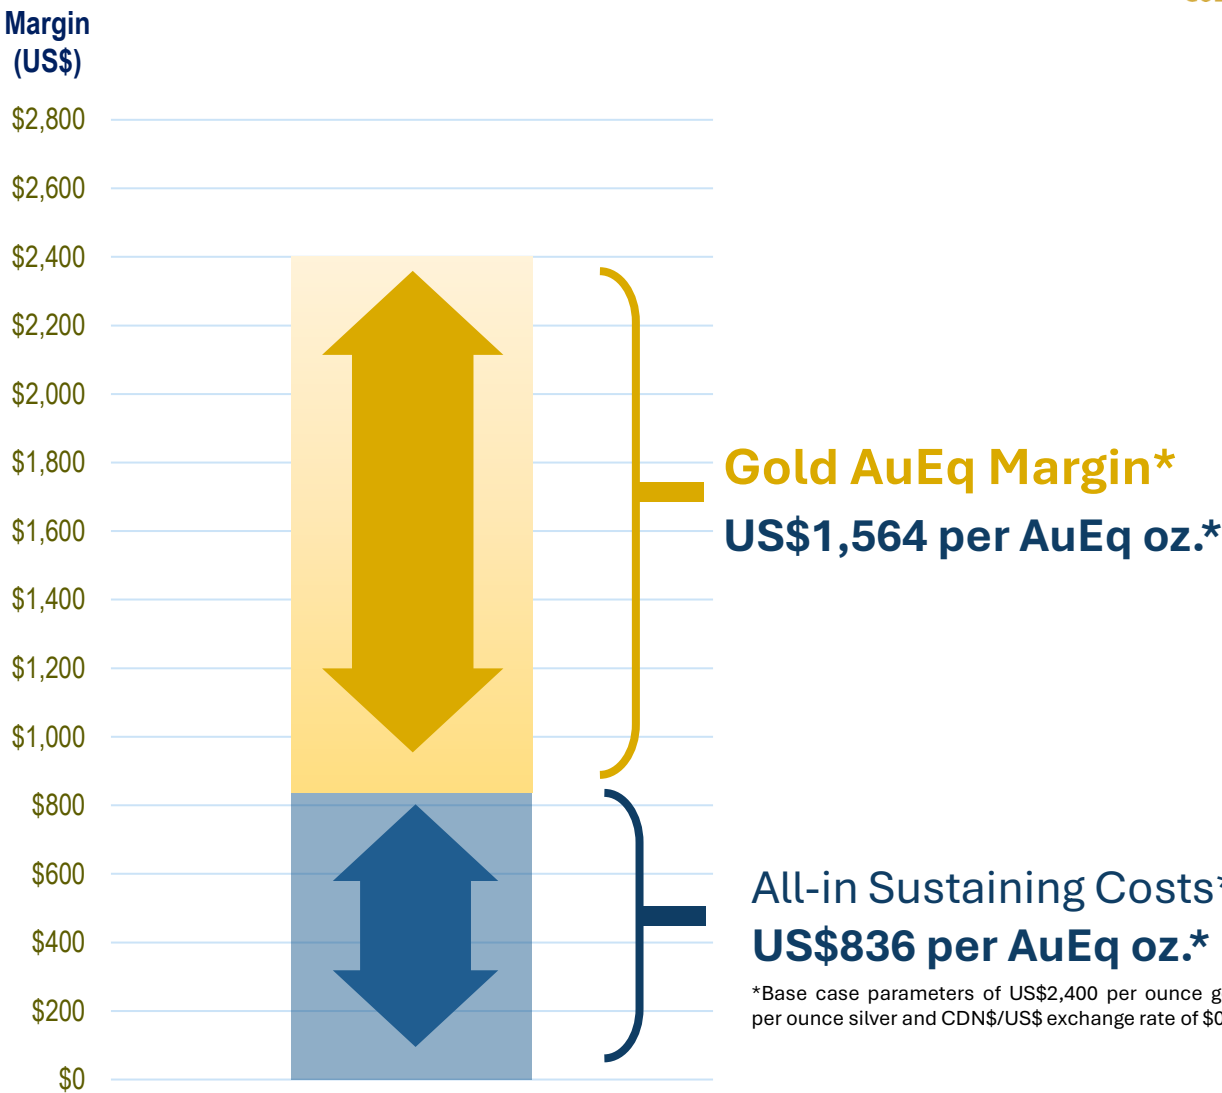 Margin
(US$)
$2,800
$2,600
$2,400
$2,200
$2,000
$1,800
$1,600
$1,400
$1,200
$1,000
$800
$600
$400
$200
$0
Gold AuEq Margin*
US$1,564 per AuEq oz.*
All-in Sustaining Costs*
US$836 per AuEq oz.*
*Base case parameters of US$2,400 per ounce
per ounce silver and CDN$/US$ exchange rate of